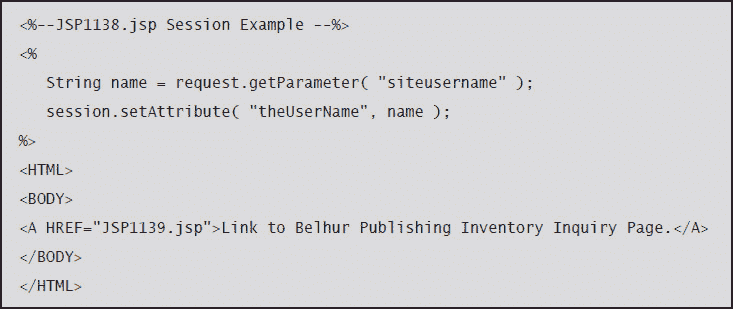 <%--JSP1138.jsp Session Example --%>
<%
String name = request.getParameter( "siteusername" );
session.setAttribute( "theUserName", name );
%>
<HTML>
<BODY>
<A HREF="JSP1139.jsp">Link to Belhur Publishing Inventory Inquiry Page.</A>
</BODY>
</HTML>